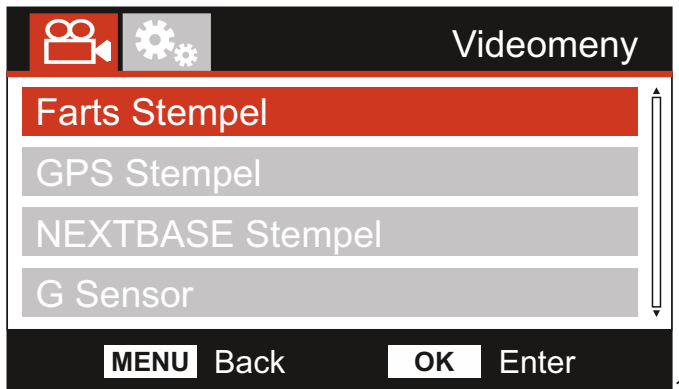 Videomeny
Farts Stempel
GPS Stempel
NEXTBASE Stempel
G Sensor
MENU Back OK Enter